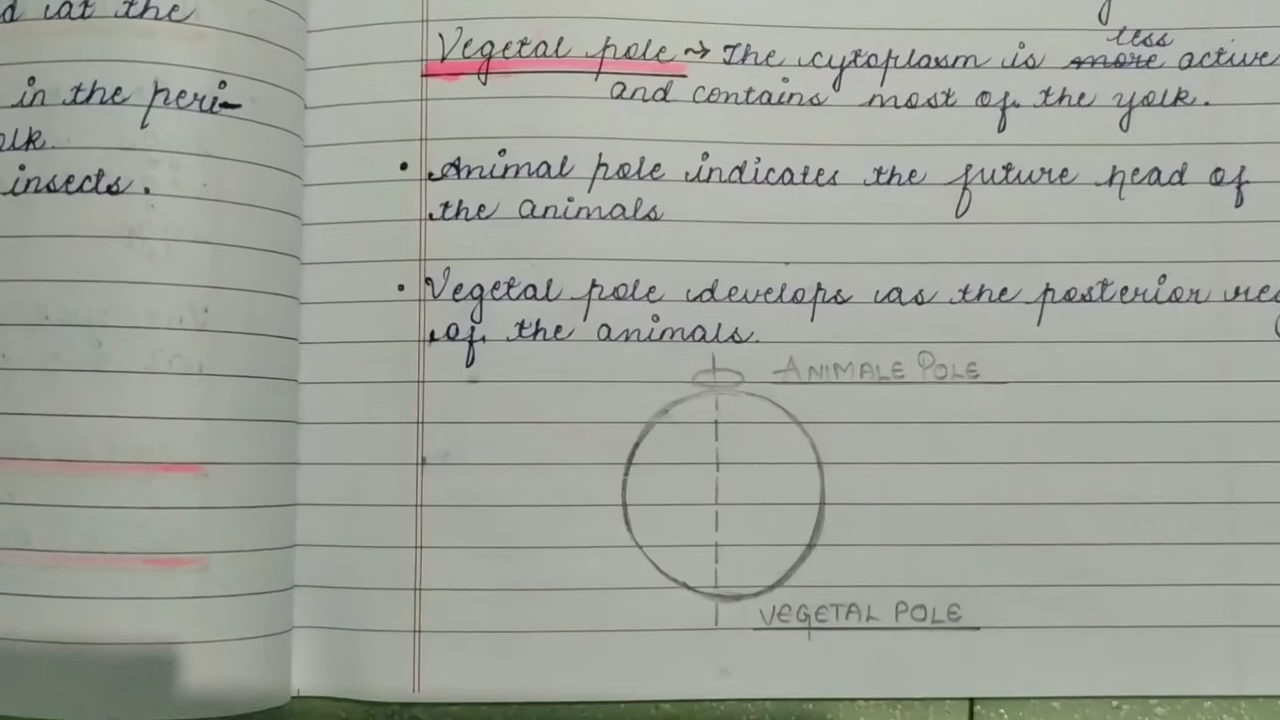 d at the
in the peri-
insects.
Vegetal pole → The cytoplasm is more less active
and contains most of the yolk.
• Animal pole indicates the future head of
the animals
• Vegetal pole develops as the posterior
of the animals.
ANIMALE POLE
VEGETAL POLE